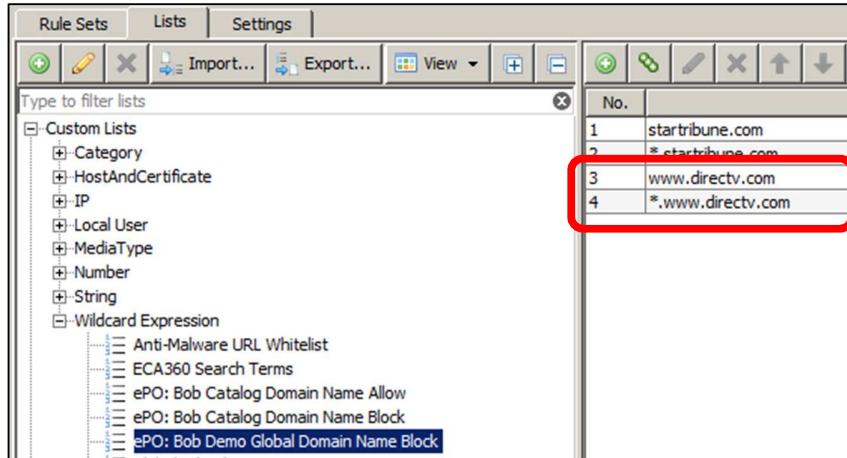 Rule Sets Lists Settings
Import... Export... View
Type to filter lists
Custom Lists
Category
HostAndCertificate
IP
Local User
MediaType
Number
String
Wildcard Expression
Anti-Malware URL Whitelist
ECA360 Search Terms
ePO: Bob Catalog Domain Name Allow
ePO: Bob Catalog Domain Name Block
ePO: Bob Demo Global Domain Name Block
No.
1 startribune.com
2 *.startribune.com
3 www.directv.com
4 *.www.directv.com